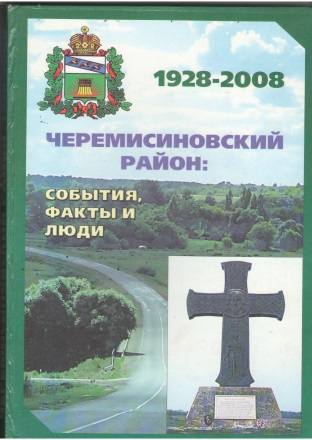 1928-2008
ЧЕРЕМИСИНОВСКИЙ
РАЙОН:
СОБЫТИЯ,
ФАКТЫ И
ЛЮДИ